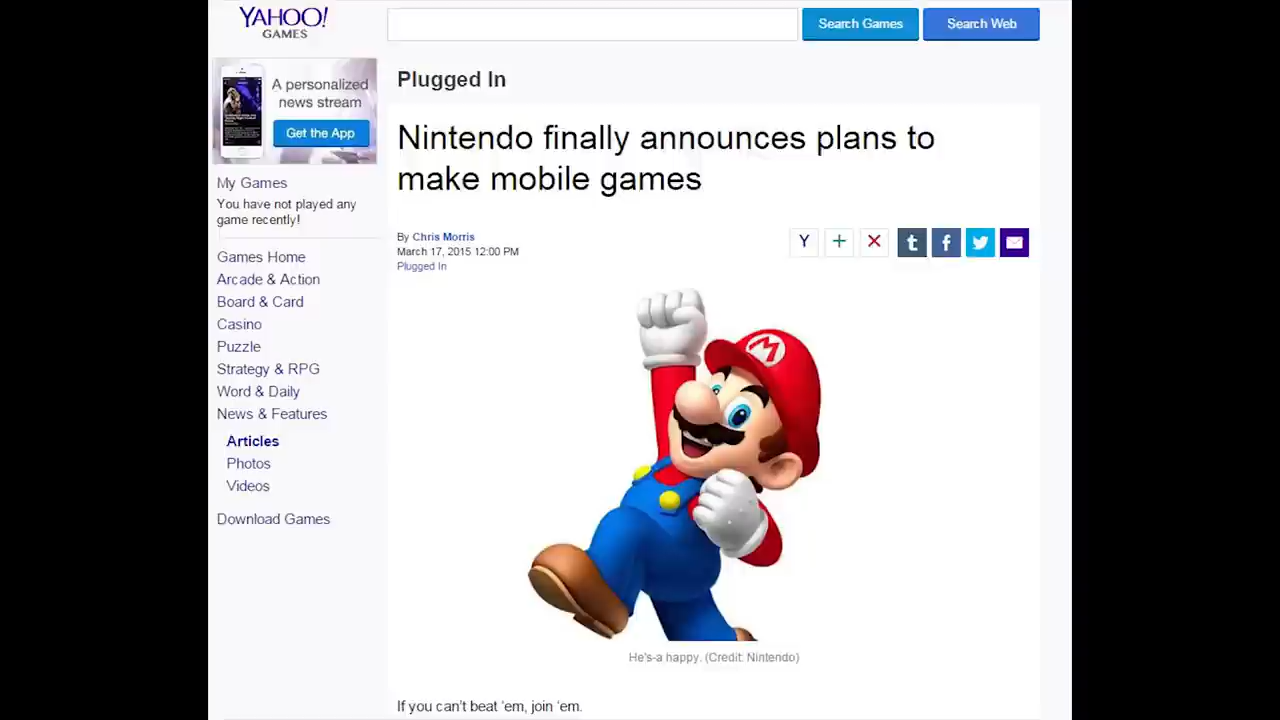 YAHOO!
GAMES
Search Games
Search Web
A personalized
news stream
Get the App
My Games
You have not played any
game recently!
Games Home
Arcade & Action
Board & Card
Casino
Puzzle
Strategy & RPG
Word & Daily
News & Features
Articles
Photos
Videos
Download Games
Plugged In
Nintendo finally announces plans to
make mobile games
By Chris Morris
March 17, 2015 12:00 PM
Plugged In
Y
t
f
M
He's-a happy. (Credit: Nintendo)
If you can't beat 'em, join 'em.